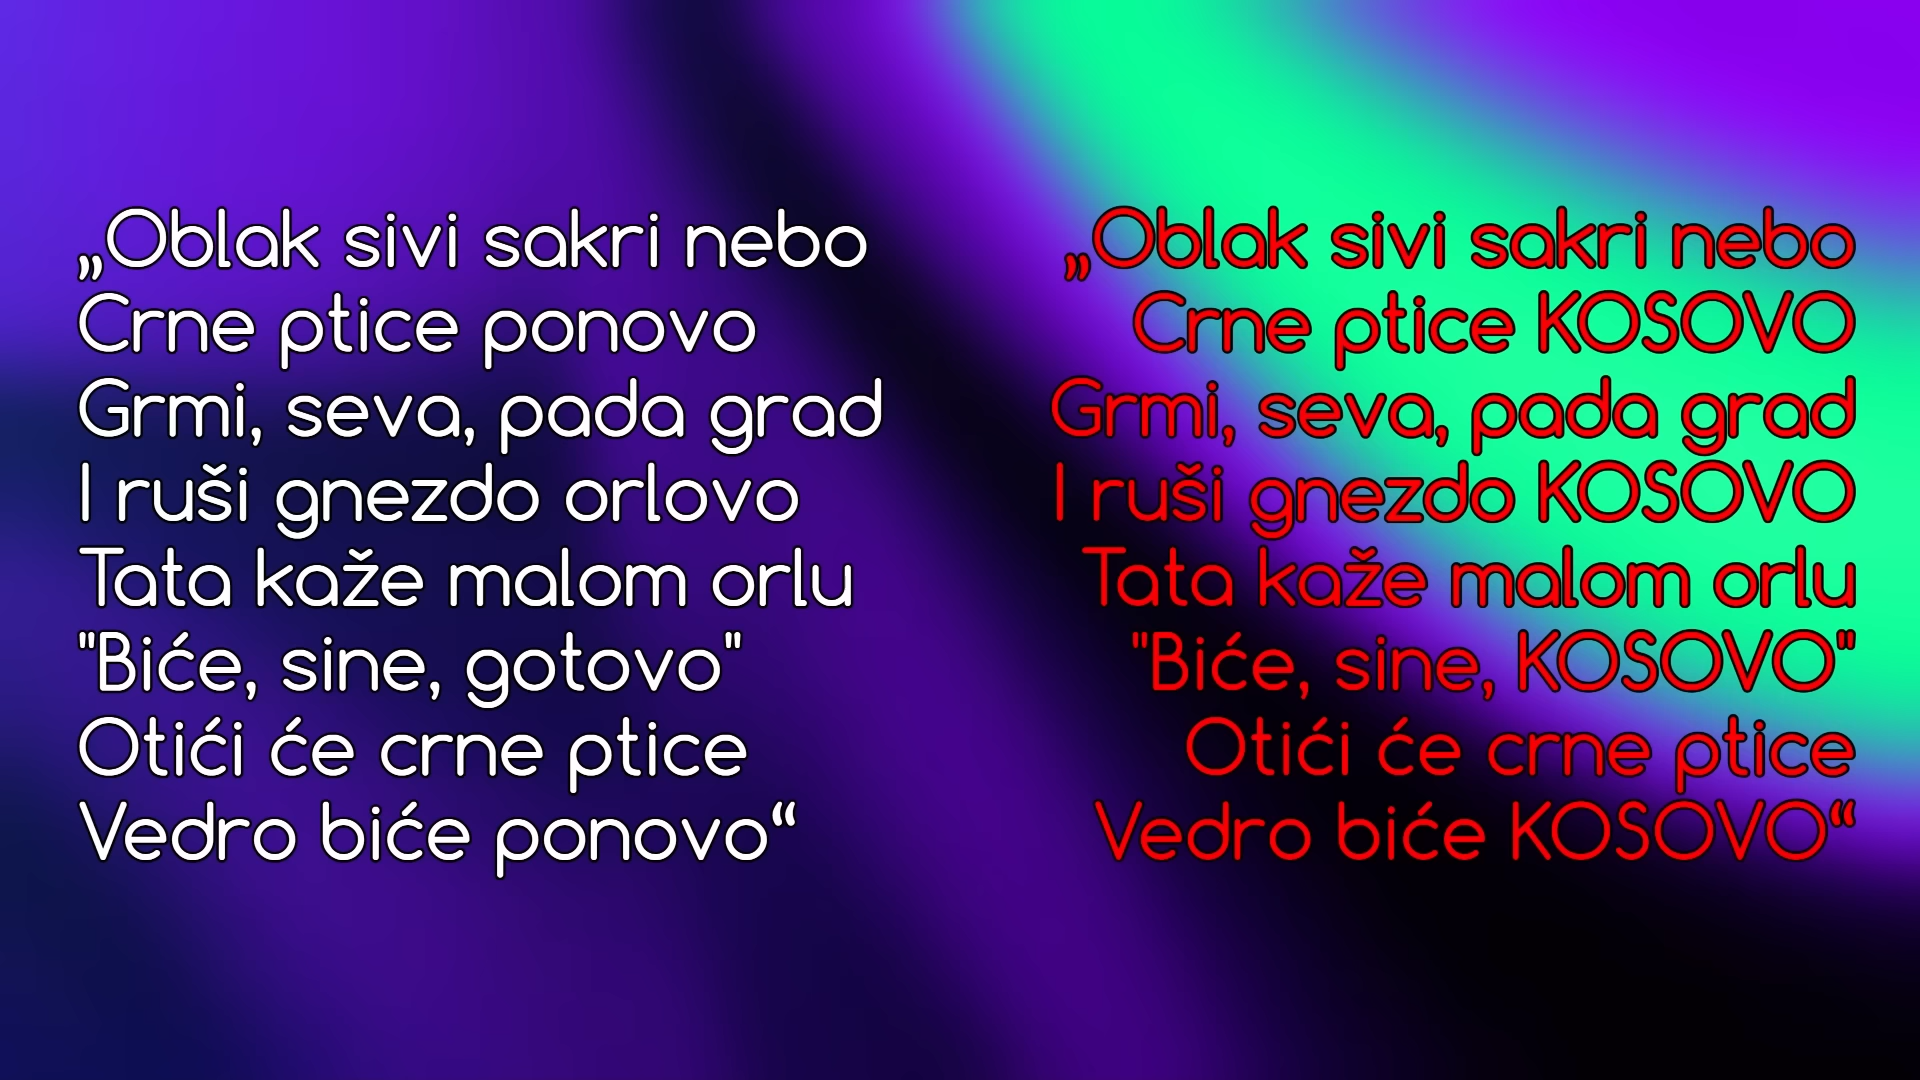 „Oblak sivi sakri nebo
Crne ptice ponovo
Grmi, seva, pada grad
I ruši gnezdo orlovo
Tata kaže malom orlu
"Biće, sine, gotovo"
Otići će crne ptice
Vedro biće ponovo“
„Oblak sivi sakri nebo
Crne ptice KOSOVO
Grmi, seva, pada grad
I ruši gnezdo KOSOVO
Tata kaže malom orlu
"Biće, sine, KOSOVO"
Otići će crne ptice
Vedro biće KOSOVO“